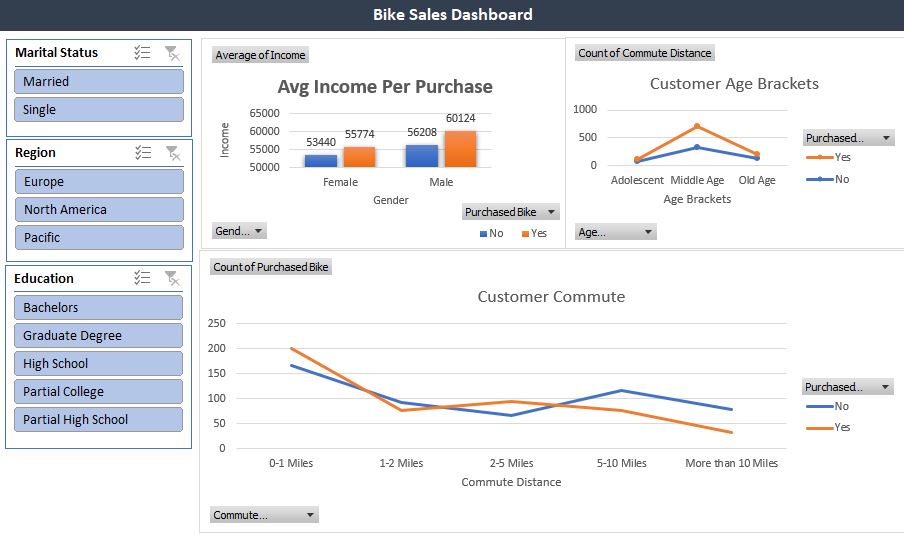 Bike Sales Dashboard
Marital Status
Married
Single
Region
Europe
North America
Pacific
Education
Bachelors
Graduate Degree
High School
Partial College
Partial High School
Average of Income
Avg Income Per Purchase
65000
60000
55000
50000
Income
53440
55774
56208
60124
Female
Male
Gender
Purchased Bike
No
Yes
Gend...
Count of Commute Distance
Customer Age Brackets
1000
500
0
Adolescent
Middle Age
Old Age
Age Brackets
Purchased...
Yes
No
Age...
Count of Purchased Bike
Customer Commute
250
200
150
100
50
0
0-1 Miles
1-2 Miles
2-5 Miles
5-10 Miles
More than 10 Miles
Commute Distance
Purchased...
No
Yes
Commute...